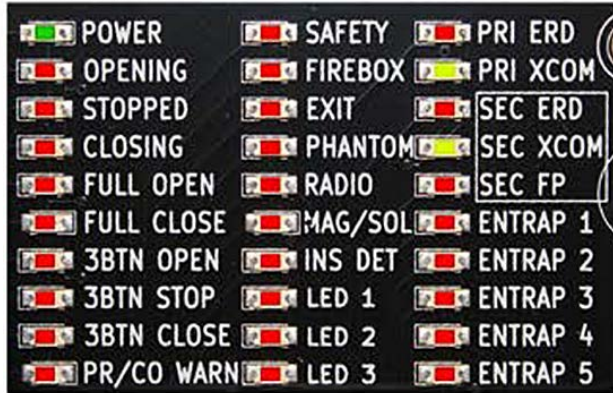 POWER
OPENING
STOPPED
CLOSING
FULL OPEN
FULL CLOSE
3BTN OPEN
3BTN STOP
3BTN CLOSE
PR/CO WARN
SAFETY
FIREBOX
EXIT
PHANTOM
RADIO
MAG/SOL
INS DET
LED 1
LED 2
LED 3
PRI ERD
PRI XCOM
SEC ERD
SEC XCOM
SEC FP
ENTRAP 1
ENTRAP 2
ENTRAP 3
ENTRAP 4
ENTRAP 5